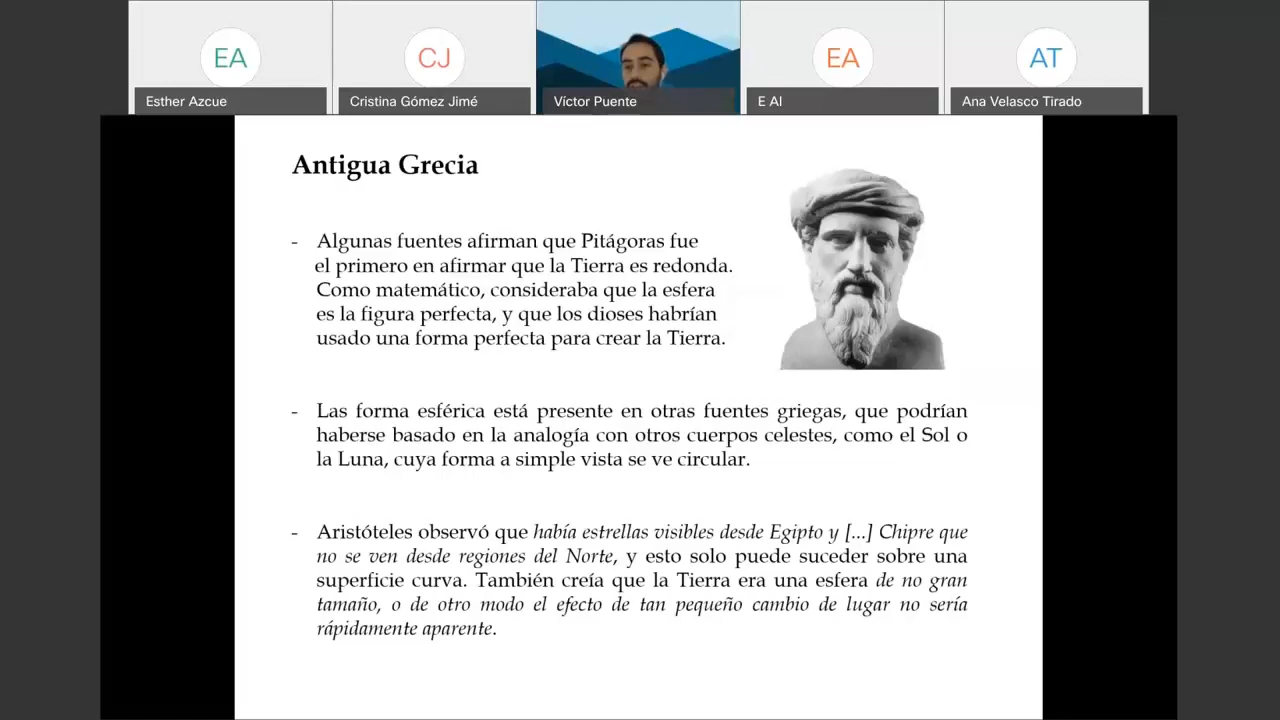 EA
CJ
EA
AT
Esther Azcue
Cristina Gómez Jimé
Víctor Puente
E Al
Ana Velasco Tirado
Antigua Grecia
- Algunas fuentes afirman que Pitágoras fue
el primero en afirmar que la Tierra es redonda.
Como matemático, consideraba que la esfera
es la figura perfecta, y que los dioses habrían
usado una forma perfecta para crear la Tierra.
- Las forma esférica está presente en otras fuentes griegas, que podrían
haberse basado en la analogía con otros cuerpos celestes, como el Sol o
la Luna, cuya forma a simple vista se ve circular.
- Aristóteles observó que había estrellas visibles desde Egipto y [...] Chipre que
no se ven desde regiones del Norte, y esto solo puede suceder sobre una
superficie curva. También creía que la Tierra era una esfera de no gran
tamaño, o de otro modo el efecto de tan pequeño cambio de lugar no sería
rápidamente aparente.